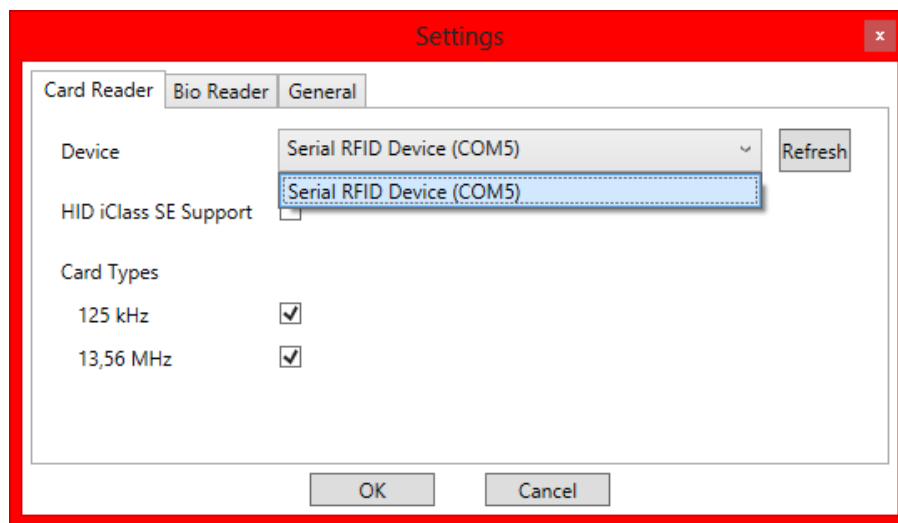 Settings
x
Card Reader Bio Reader General
Device Serial RFID Device (COM5) Refresh
Serial RFID Device (COM5)
HID iClass SE Support
Card Types
125 kHz
13,56 MHz
OK Cancel